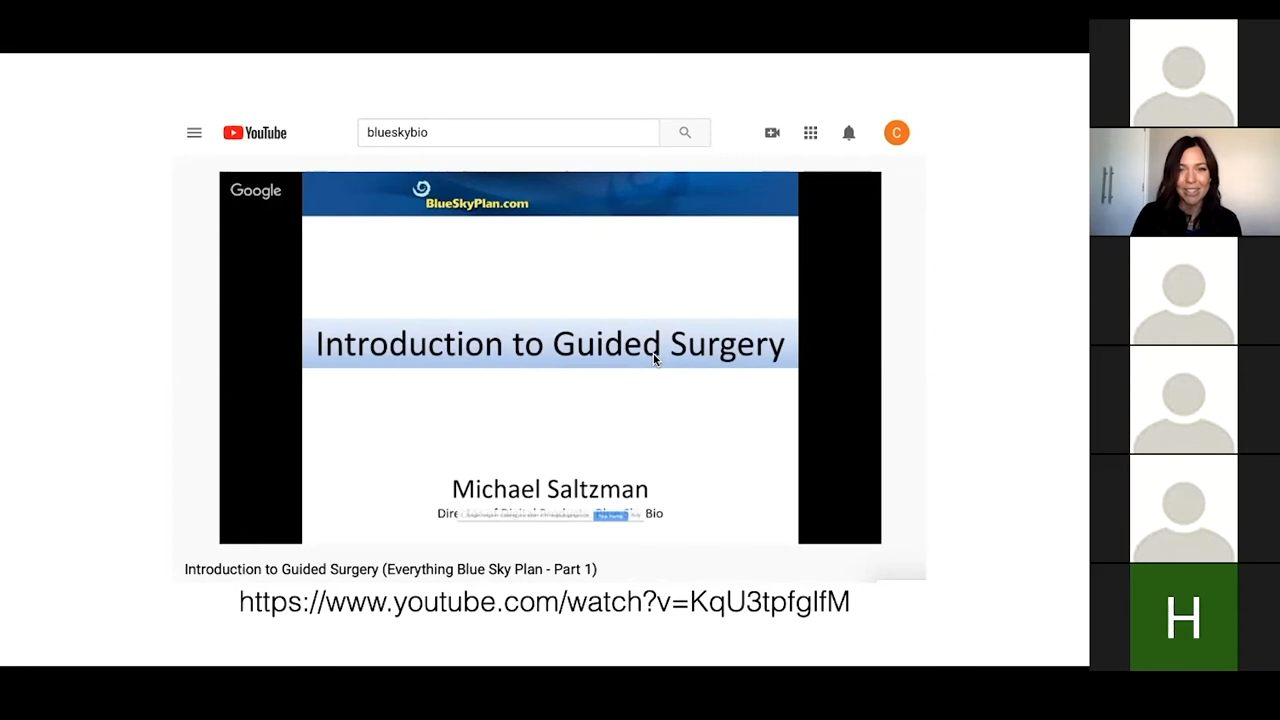 YouTube
blueskybio
C
Google
BlueSkyPlan.com
Introduction to Guided Surgery
Michael Saltzman
Bio
Introduction to Guided Surgery (Everything Blue Sky Plan - Part 1)
https://www.youtube.com/watch?v=KqU3tpfglfM
H